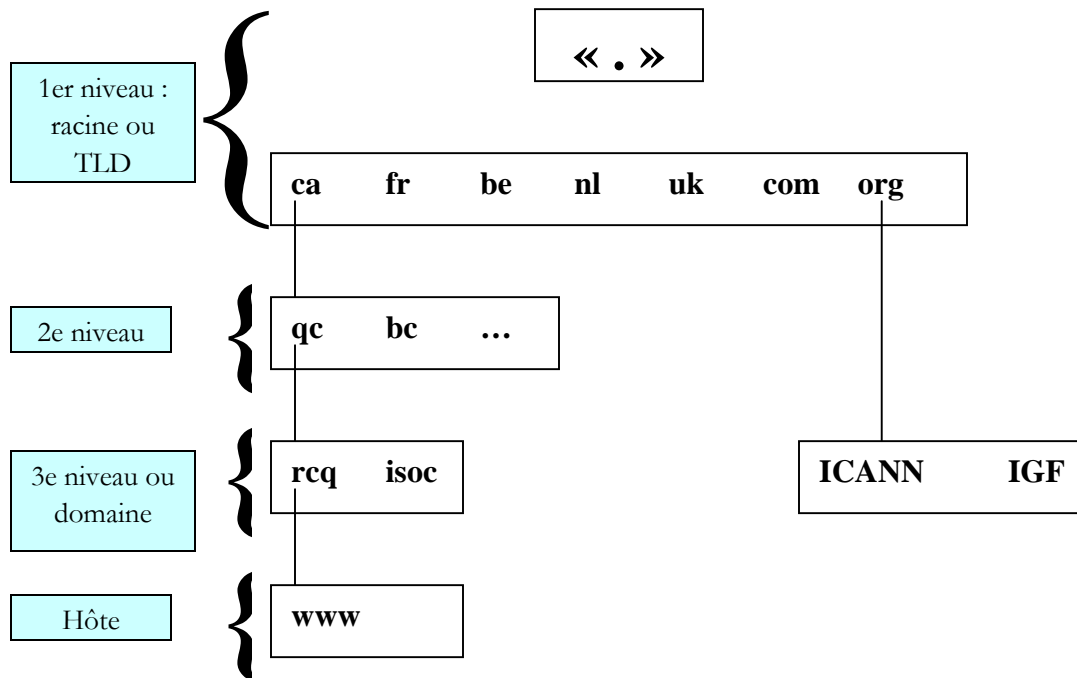 « . »
1er niveau :
racine ou
TLD
ca fr be nl uk com org
2e niveau
qc bc …
3e niveau ou
domaine
rcq isoc
ICANN IGF
Hôte
www